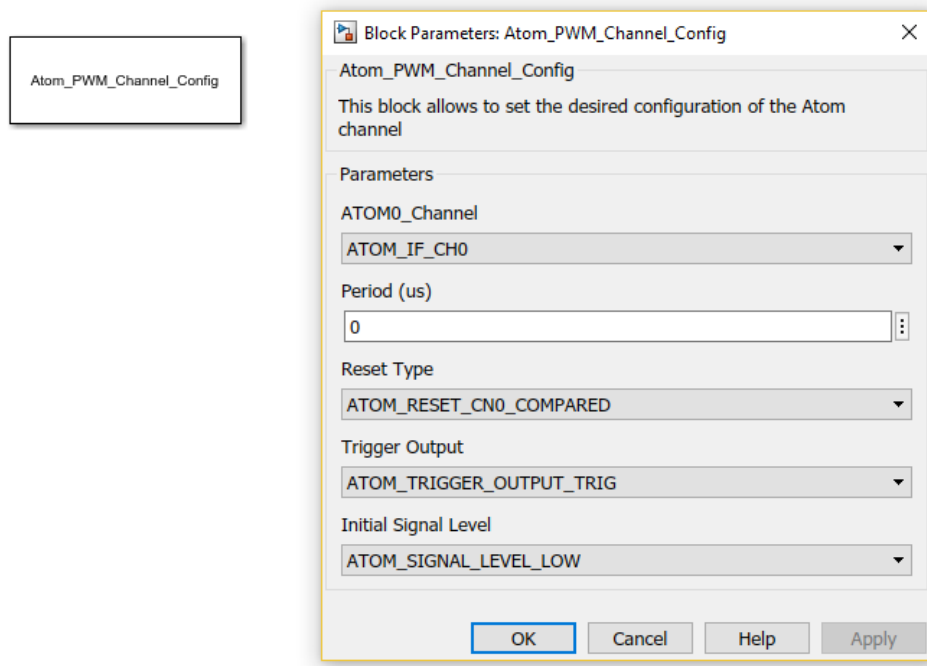 Atom_PWM_Channel_Config
Block Parameters: Atom_PWM_Channel_Config
Atom_PWM_Channel_Config
This block allows to set the desired configuration of the Atom
channel
Parameters
ATOM0_Channel
ATOM_IF_CH0
Period (us)
0
Reset Type
ATOM_RESET_CN0_COMPARED
Trigger Output
ATOM_TRIGGER_OUTPUT_TRIG
Initial Signal Level
ATOM_SIGNAL_LEVEL_LOW
OK Cancel Help Apply